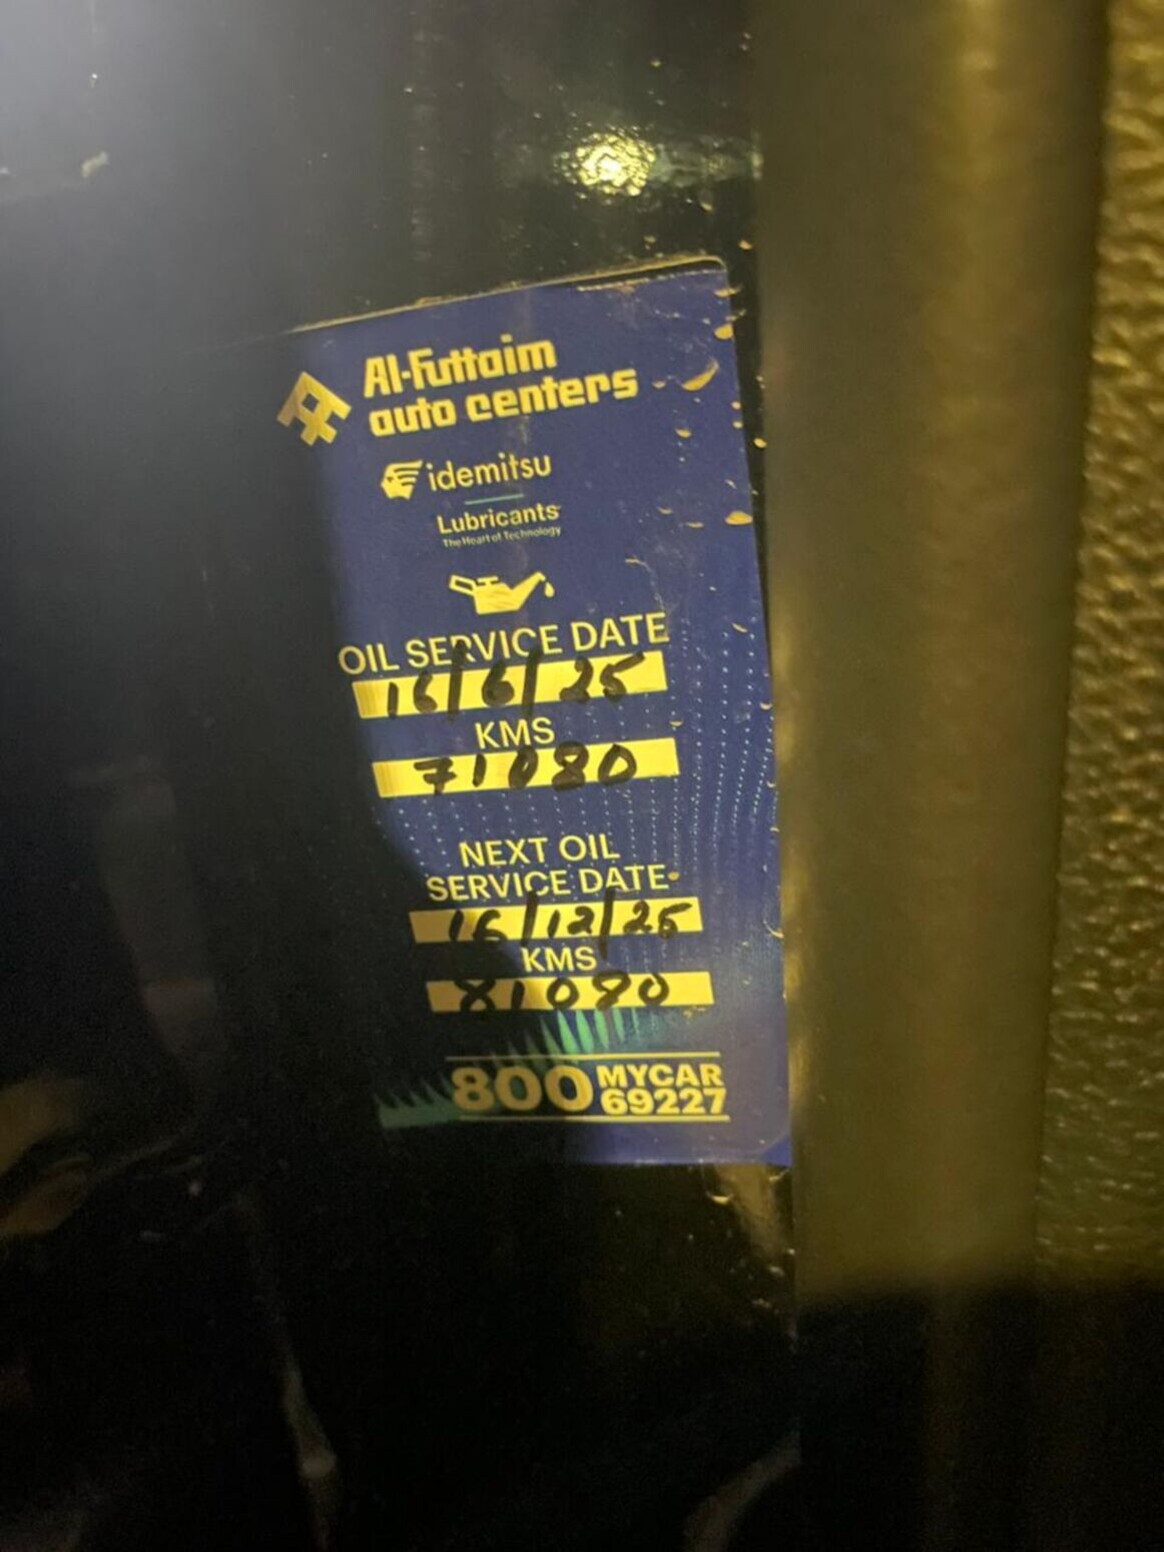 Al-Futtaim
auto centers
idemitsu
Lubricants
The Heart of Technology
OIL SERVICE DATE
16/6/25
KMS
71080
NEXT OIL
SERVICE DATE
16/12/25
KMS
81080
800 MYCAR
69227